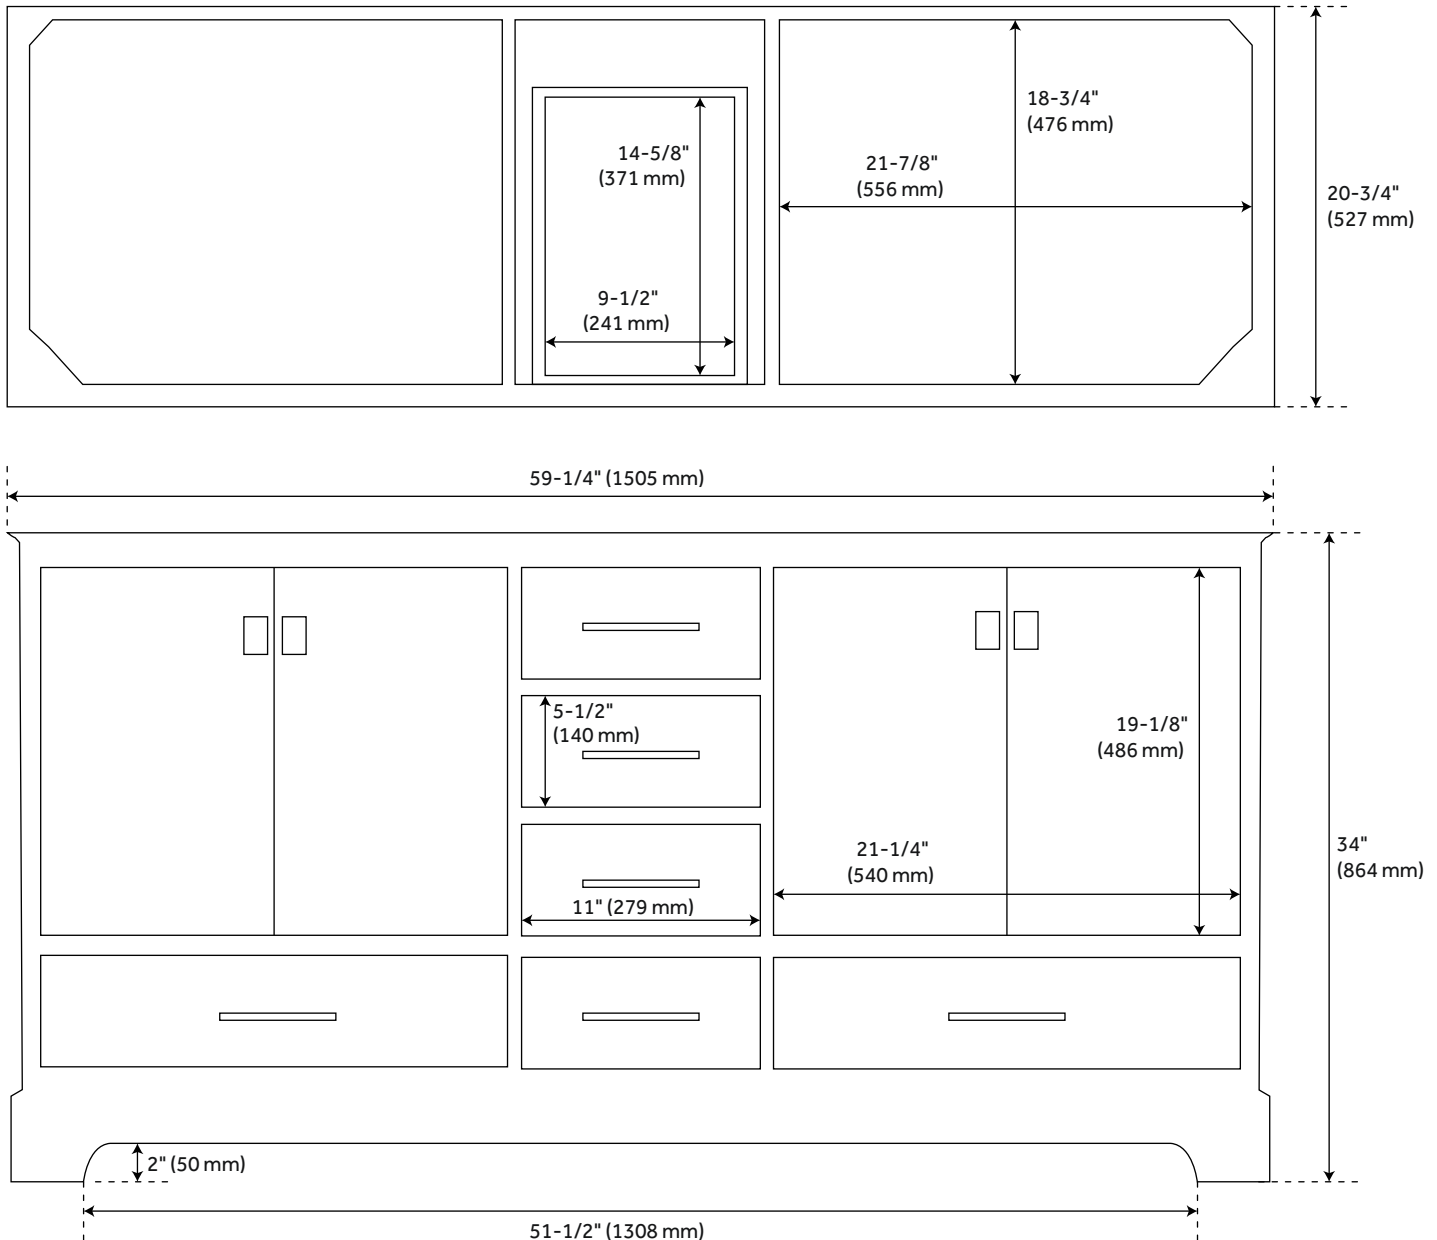 18-3/4"
(476 mm)
14-5/8"
(371 mm)
21-7/8"
(556 mm)
20-3/4"
(527 mm)
9-1/2"
(241 mm)
59-1/4" (1505 mm)
5-1/2"
(140 mm)
19-1/8"
(486 mm)
21-1/4"
(540 mm)
34"
(864 mm)
11" (279 mm)
2" (50 mm)
51-1/2" (1308 mm)